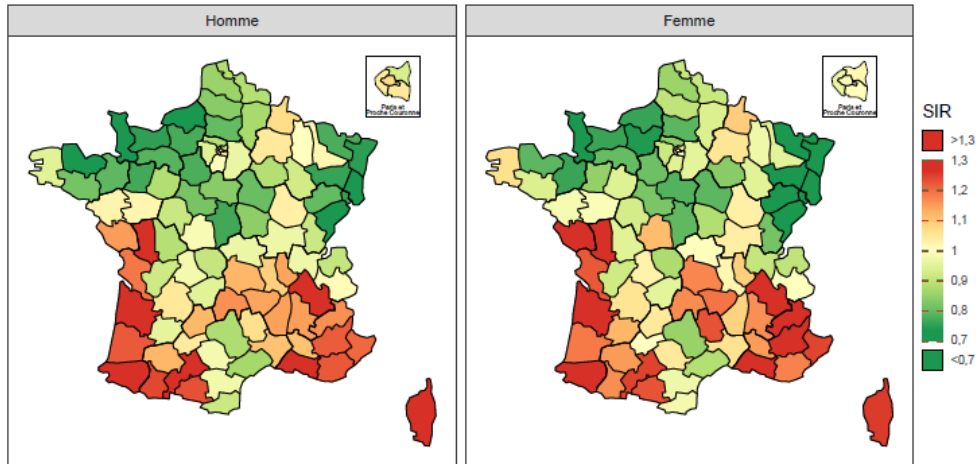 Homme
Femme
Paris et
Proche Couronne
Paris et
Proche Couronne
SIR
>1,3
1,3
1,2
1,1
1
0,9
0,8
0,7
<0,7